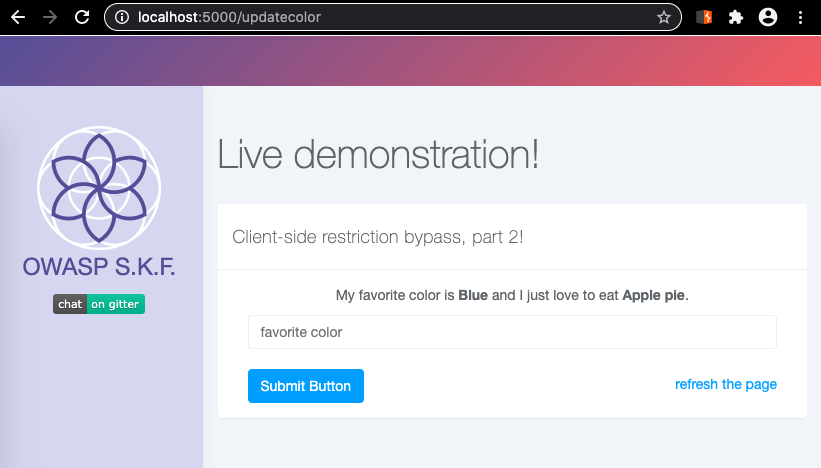 localhost:5000/updatecolor
Live demonstration!
OWASP S.K.F.
chat on gitter
Client-side restriction bypass, part 2!
My favorite color is Blue and I just love to eat Apple pie.
favorite color
Submit Button
refresh the page